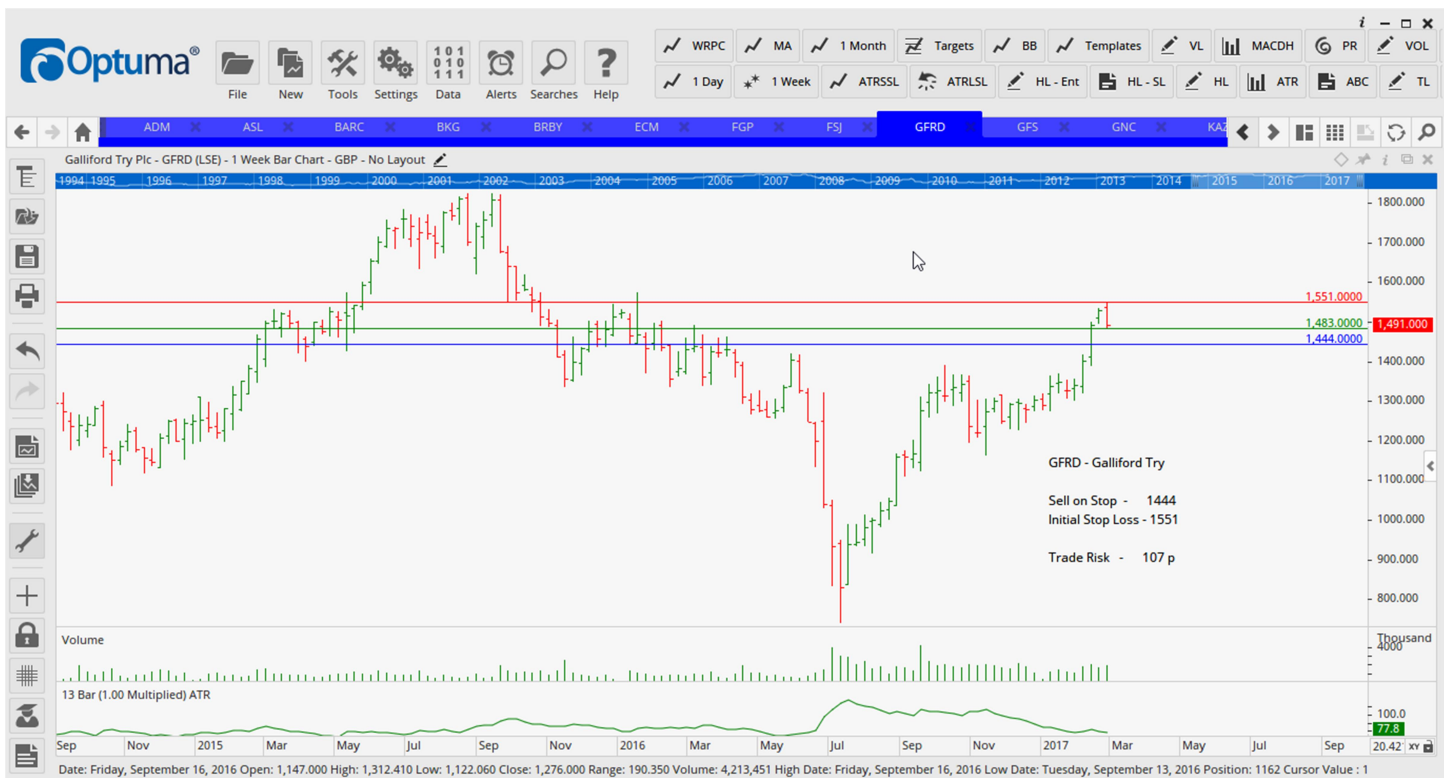 Optuma®
File
New
Tools
Settings
101
010
111
Data
Alerts
Searches
?
Help
WRPC
MA
1 Month
Targets
BB
Templates
VL
MACDH
PR
VOL
1 Day
1 Week
ATRSSL
ATRLSL
HL - Ent
HL - SL
HL
ATR
ABC
TL
ADM
ASL
BARC
BKG
BRBY
ECM
FGP
FSJ
GFRD
GFS
GNC
KAZ
Galliford Try Plc - GFRD (LSE) - 1 Week Bar Chart - GBP - No Layout
1994 1995 1996 1997 1998 1999 2000 2001 2002 2003 2004 2005 2006 2007 2008 2009 2010 2011 2012 2013 2014 2015 2016 2017
1800.000
1700.000
1600.000
1,551.0000
1,483.0000
1,491.000
1,444.0000
1400.000
1300.000
1200.000
1100.000
1000.000
900.000
800.000
GFRD - Galliford Try
Sell on Stop - 1444
Initial Stop Loss - 1551
Trade Risk - 107 p
Volume
Thousand
4000
13 Bar (1.00 Multiplied) ATR
100.0
77.8
Sep Nov 2015 Mar May Jul Sep Nov 2016 Mar May Jul Sep Nov 2017 Mar May Jul Sep
20.42 XY
Date: Friday, September 16, 2016 Open: 1,147.000 High: 1,312.410 Low: 1,122.060 Close: 1,276.000 Range: 190.350 Volume: 4,213,451 High Date: Friday, September 16, 2016 Low Date: Tuesday, September 13, 2016 Position: 1162 Cursor Value : 1